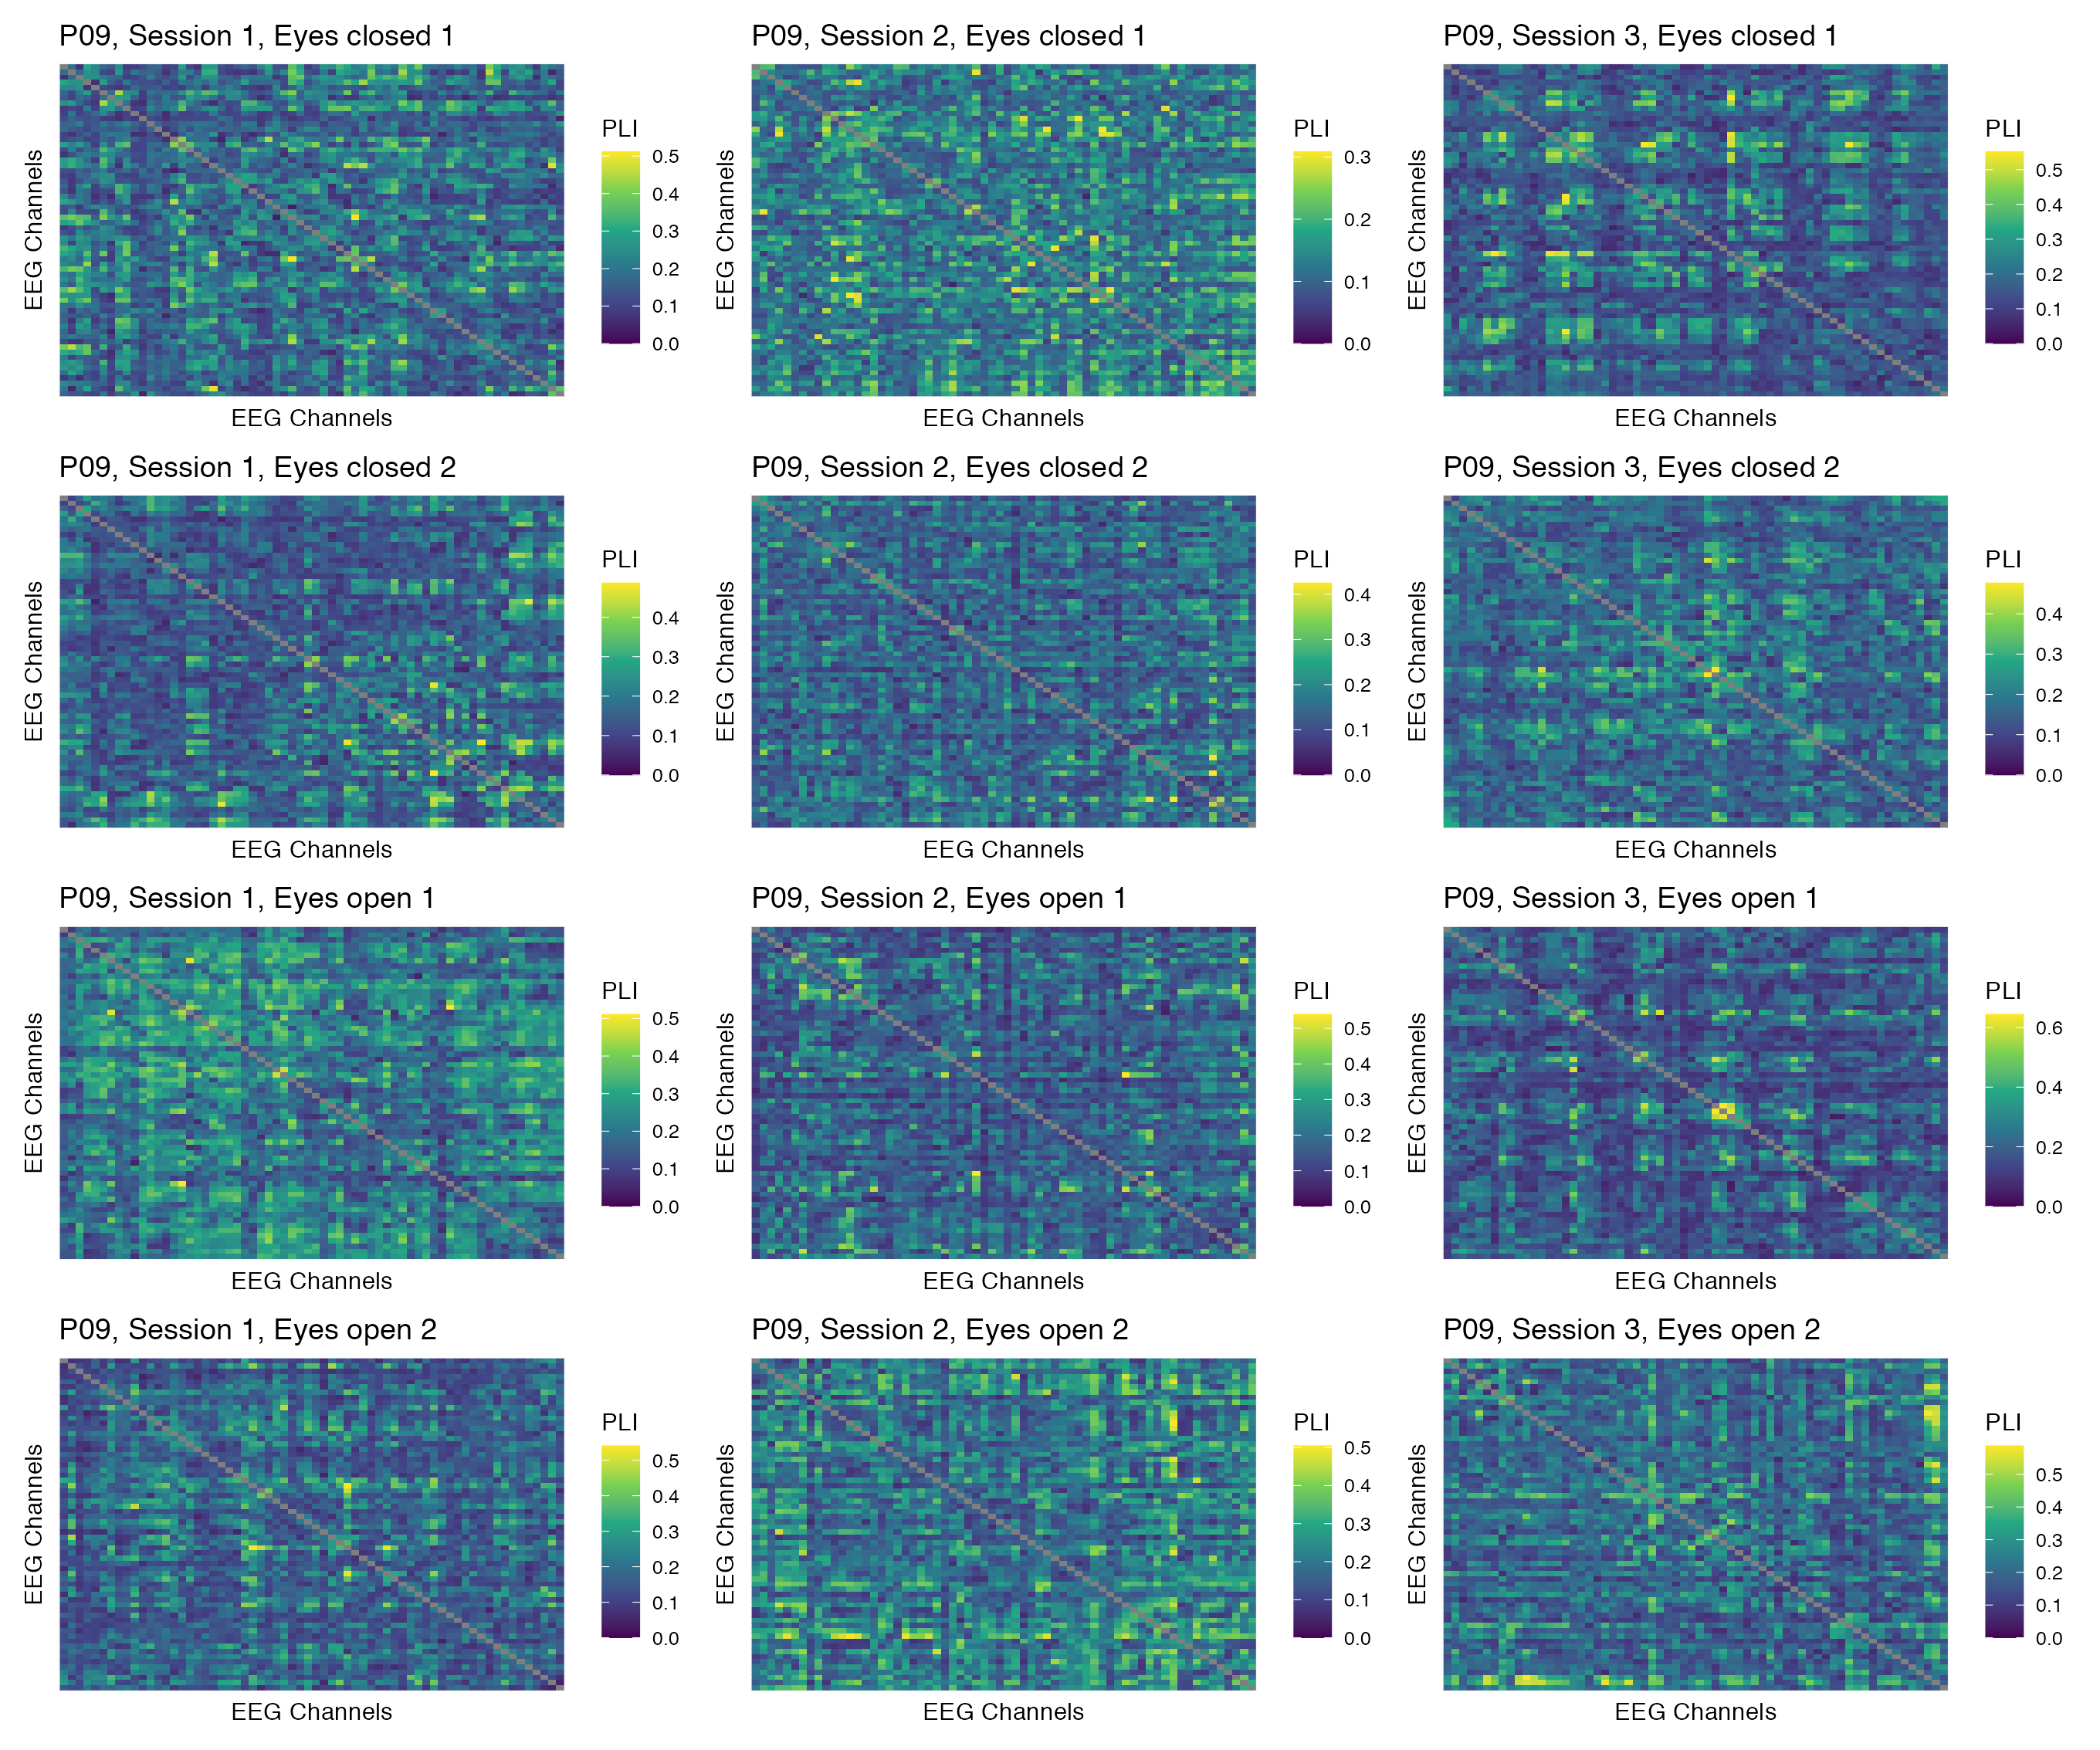 P09, Session 1, Eyes closed 1
EEG Channels
EEG Channels
PLI
0.5
0.4
0.3
0.2
0.1
0.0
P09, Session 2, Eyes closed 1
EEG Channels
EEG Channels
PLI
0.3
0.2
0.1
0.0
P09, Session 3, Eyes closed 1
EEG Channels
EEG Channels
PLI
0.5
0.4
0.3
0.2
0.1
0.0
P09, Session 1, Eyes closed 2
EEG Channels
EEG Channels
PLI
0.4
0.3
0.2
0.1
0.0
P09, Session 2, Eyes closed 2
EEG Channels
EEG Channels
PLI
0.4
0.3
0.2
0.1
0.0
P09, Session 3, Eyes closed 2
EEG Channels
EEG Channels
PLI
0.4
0.3
0.2
0.1
0.0
P09, Session 1, Eyes open 1
EEG Channels
EEG Channels
PLI
0.5
0.4
0.3
0.2
0.1
0.0
P09, Session 2, Eyes open 1
EEG Channels
EEG Channels
PLI
0.5
0.4
0.3
0.2
0.1
0.0
P09, Session 3, Eyes open 1
EEG Channels
EEG Channels
PLI
0.6
0.4
0.2
0.0
P09, Session 1, Eyes open 2
EEG Channels
EEG Channels
PLI
0.5
0.4
0.3
0.2
0.1
0.0
P09, Session 2, Eyes open 2
EEG Channels
EEG Channels
PLI
0.5
0.4
0.3
0.2
0.1
0.0
P09, Session 3, Eyes open 2
EEG Channels
EEG Channels
PLI
0.5
0.4
0.3
0.2
0.1
0.0